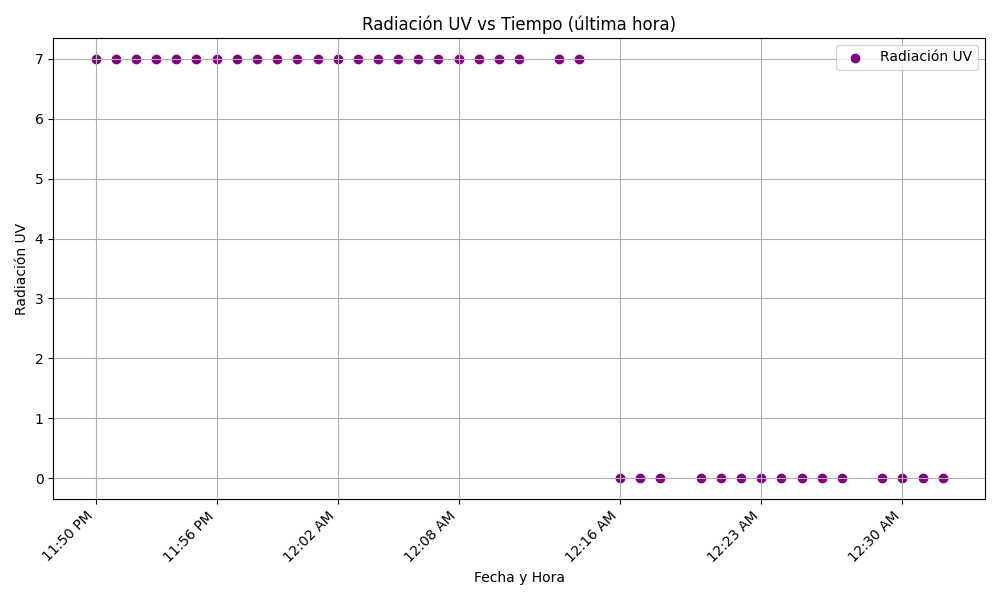 Radiación UV vs Tiempo (última hora)
Radiación UV
7
6
5
4
3
2
1
0
Radiación UV
11:50 PM
11:56 PM
12:02 AM
12:08 AM
12:16 AM
12:23 AM
12:30 AM
Fecha y Hora